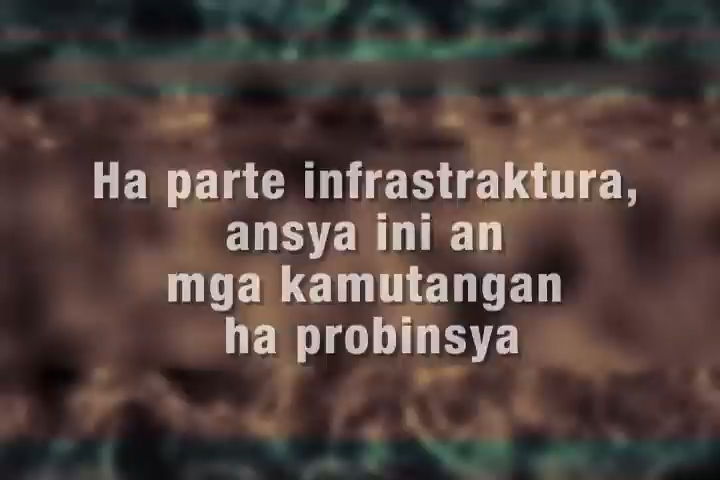 Ha parte infrastraktura,
ansya ini an
mga kamutangan
ha probinsya